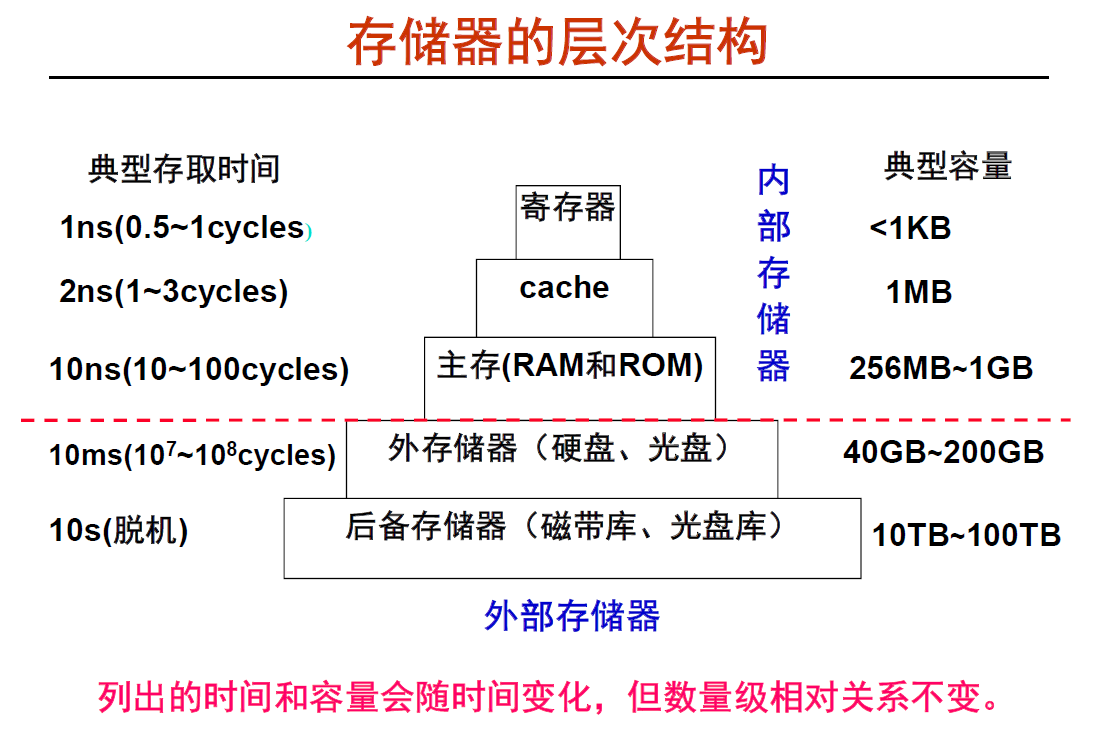 存储器的层次结构
典型存取时间
典型容量
内部存储器
1ns(0.5~1cycles)
寄存器
<1KB
2ns(1~3cycles)
cache
1MB
10ns(10~100cycles)
主存(RAM和ROM)
256MB~1GB
10ms(10⁷~10⁸cycles)
外存储器（硬盘、光盘）
40GB~200GB
10s(脱机)
后备存储器（磁带库、光盘库）
10TB~100TB
外部存储器
列出的时间和容量会随时间变化，但数量级相对关系不变。